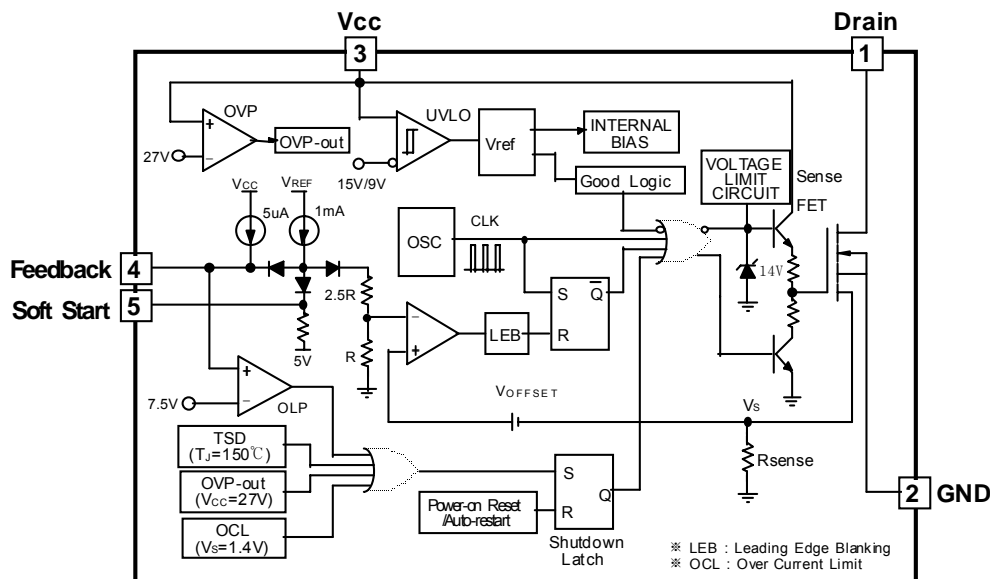 Vcc
Drain
3
1
OVP
+
−
27V
OVP-out
UVLO
15V/9V
Vref
INTERNAL
BIAS
Good Logic
VOLTAGE
LIMIT
CIRCUIT
Sense
FET
VCC
VREF
5uA
1mA
OSC
CLK
14V
Feedback
4
Soft Start
5
2.5R
R
5V
−
+
LEB
S
Q
R
7.5V
+
−
OLP
VOFFSET
VS
Rsense
TSD
(TJ=150℃)
OVP-out
(VCC=27V)
OCL
(VS=1.4V)
Power-on Reset
/Auto-restart
S
Q
R
Shutdown
Latch
2
GND
※ LEB : Leading Edge Blanking
※ OCL : Over Current Limit